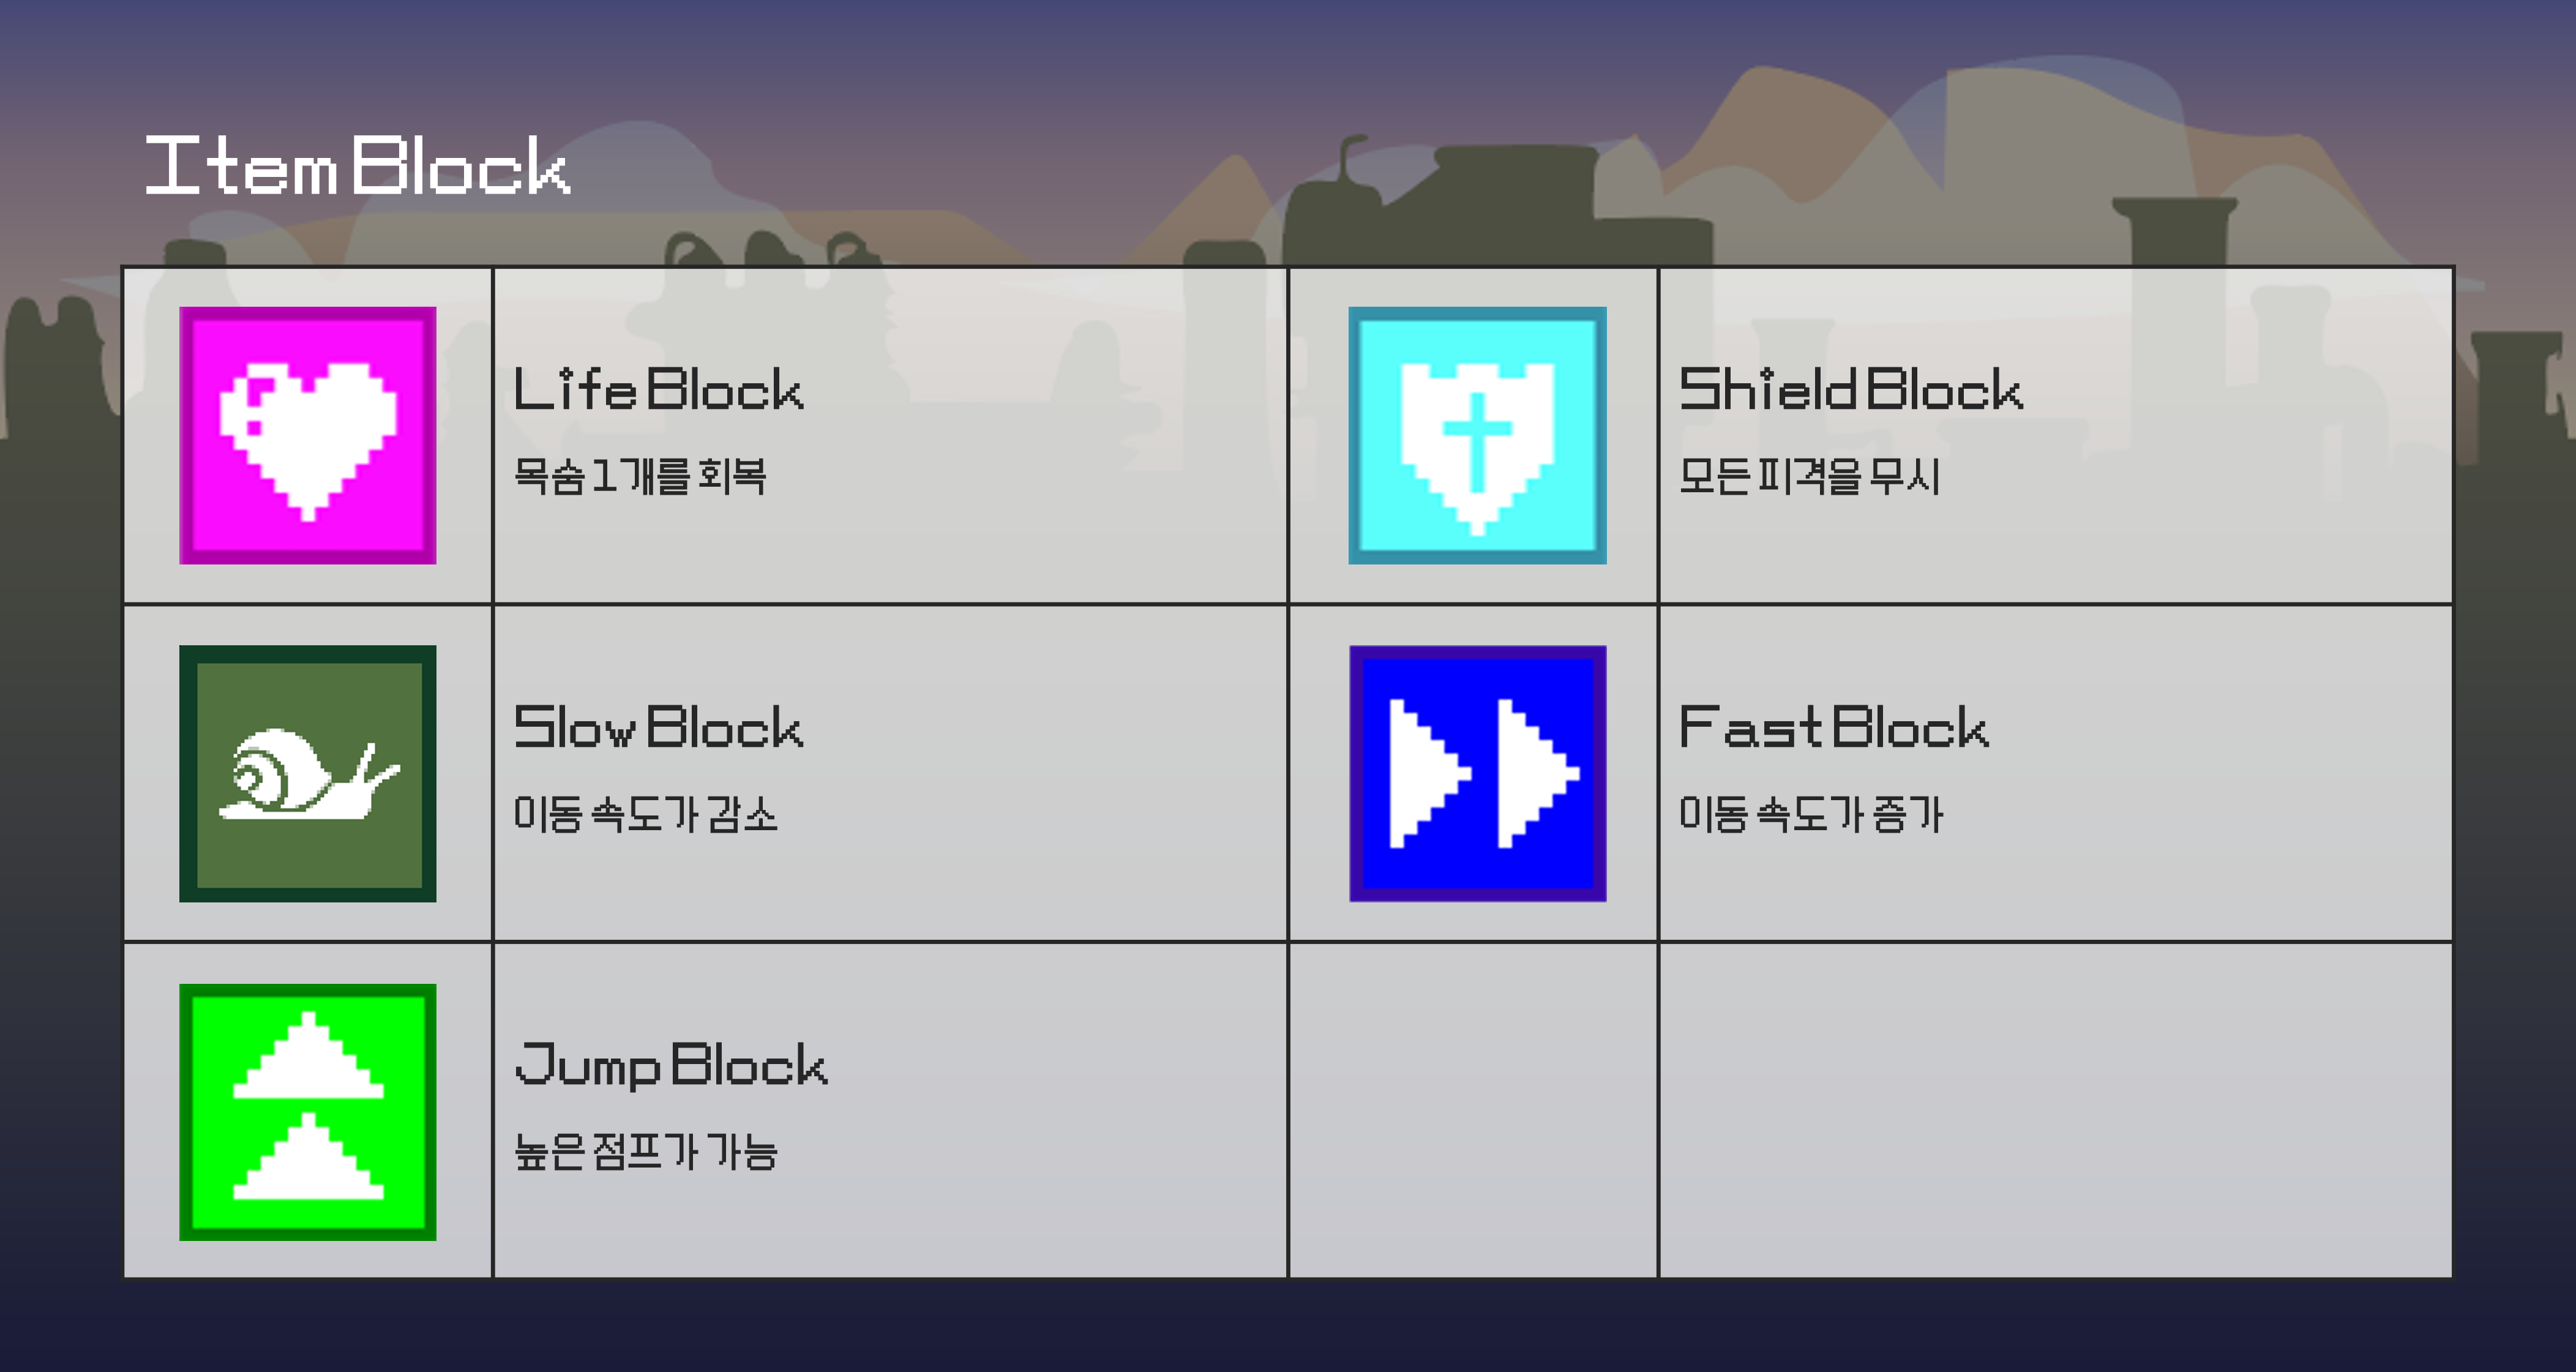 Item Block
Life Block
목숨 1개를 회복
Shield Block
모든 피격을 무시
Slow Block
이동 속도가 감소
Fast Block
이동 속도가 증가
Jump Block
높은 점프가 가능